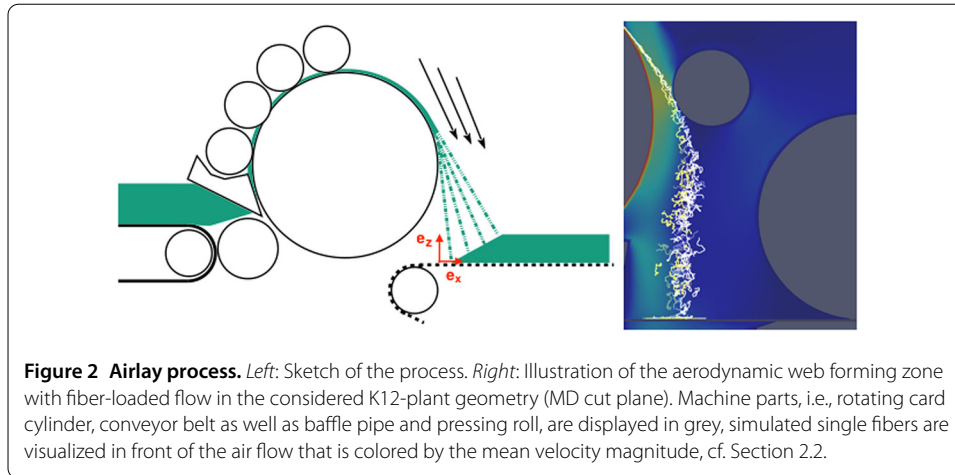 e_z
e_x
Figure 2 Airlay process. Left: Sketch of the process. Right: Illustration of the aerodynamic web forming zone
with fiber-loaded flow in the considered K12-plant geometry (MD cut plane). Machine parts, i.e., rotating card
cylinder, conveyor belt as well as baffle pipe and pressing roll, are displayed in grey, simulated single fibers are
visualized in front of the air flow that is colored by the mean velocity magnitude, cf. Section 2.2.